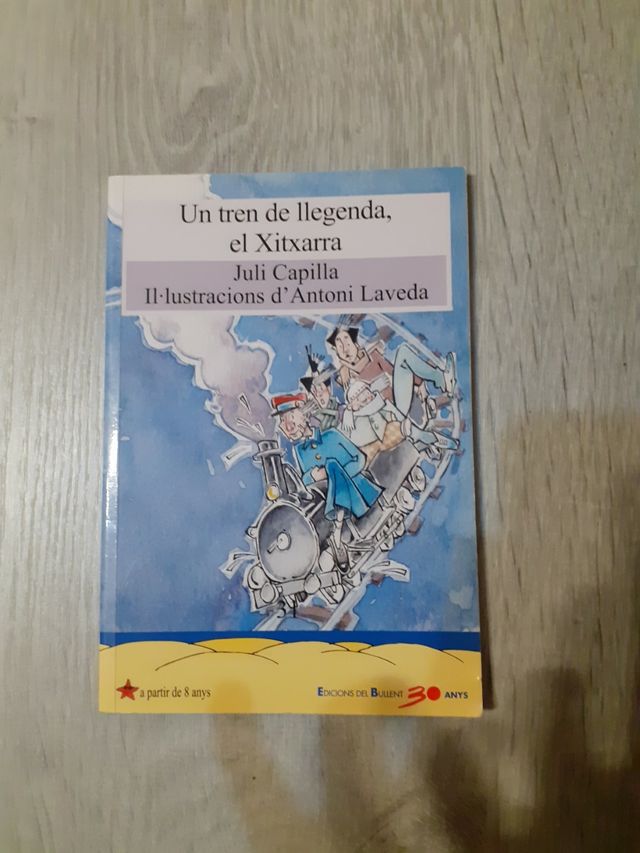 Un tren de llegenda,
el Xitxarra
Juli Capilla
Il·lustracions d'Antoni Laveda
31
a partir de 8 anys
EDICIONS DEL BULLENT 30 ANYS